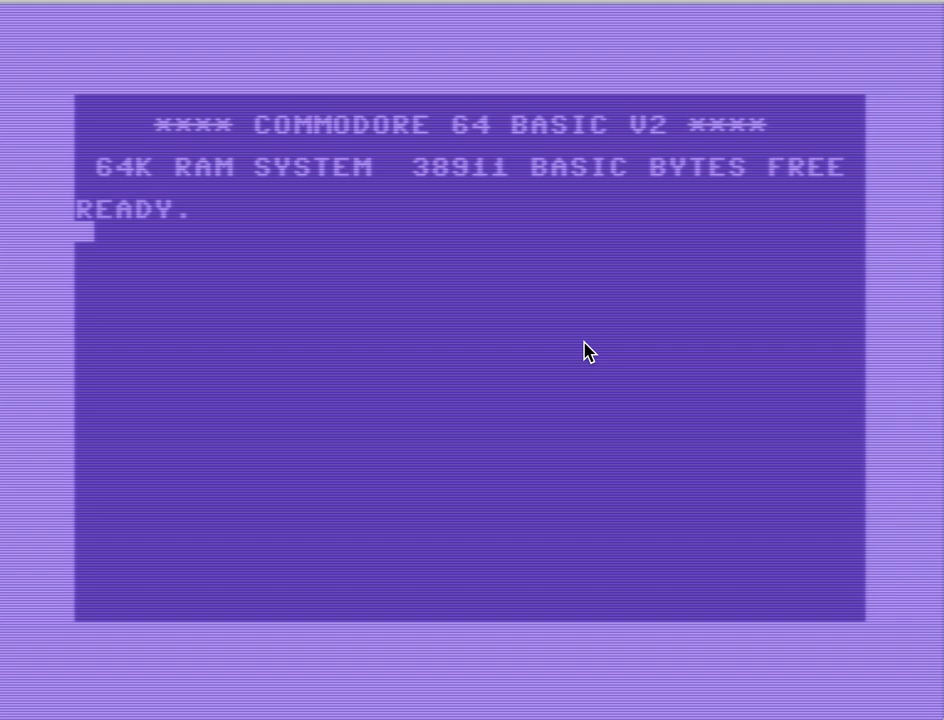 **** COMMODORE 64 BASIC V2 ****
64K RAM SYSTEM  38911 BASIC BYTES FREE
READY.